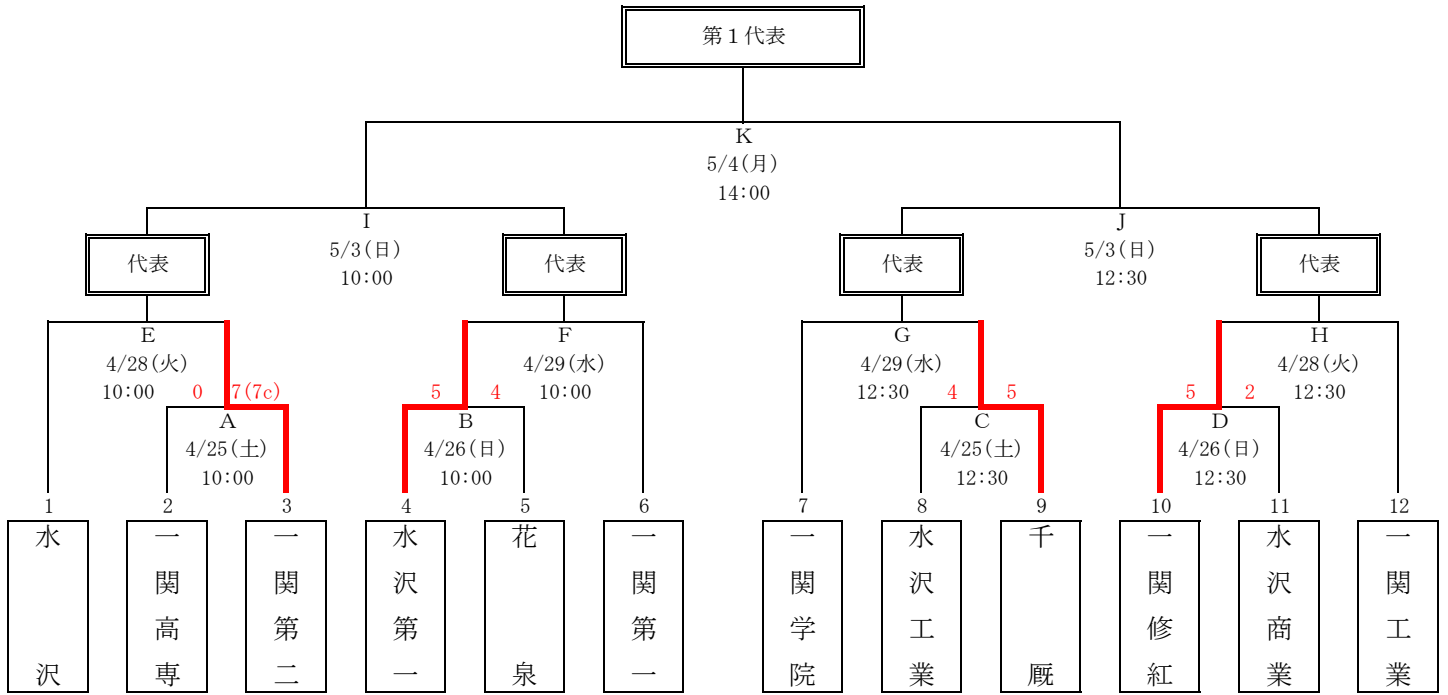 第１代表
K
5/4(月)
14:00
I
5/3(日)
10:00
J
5/3(日)
12:30
代表
代表
代表
代表
E
4/28(火)
10:00
F
4/29(水)
10:00
G
4/29(水)
12:30
H
4/28(火)
12:30
0 7(7c)
5 4
4 5
5 2
A
4/25(土)
10:00
B
4/26(日)
10:00
C
4/25(土)
12:30
D
4/26(日)
12:30
1 2 3 4 5 6 7 8 9 10 11 12
水沢
一関高専
一関第二
水沢第一
花泉
一関第一
一関学院
水沢工業
千厩
一関修紅
水沢商業
一関工業